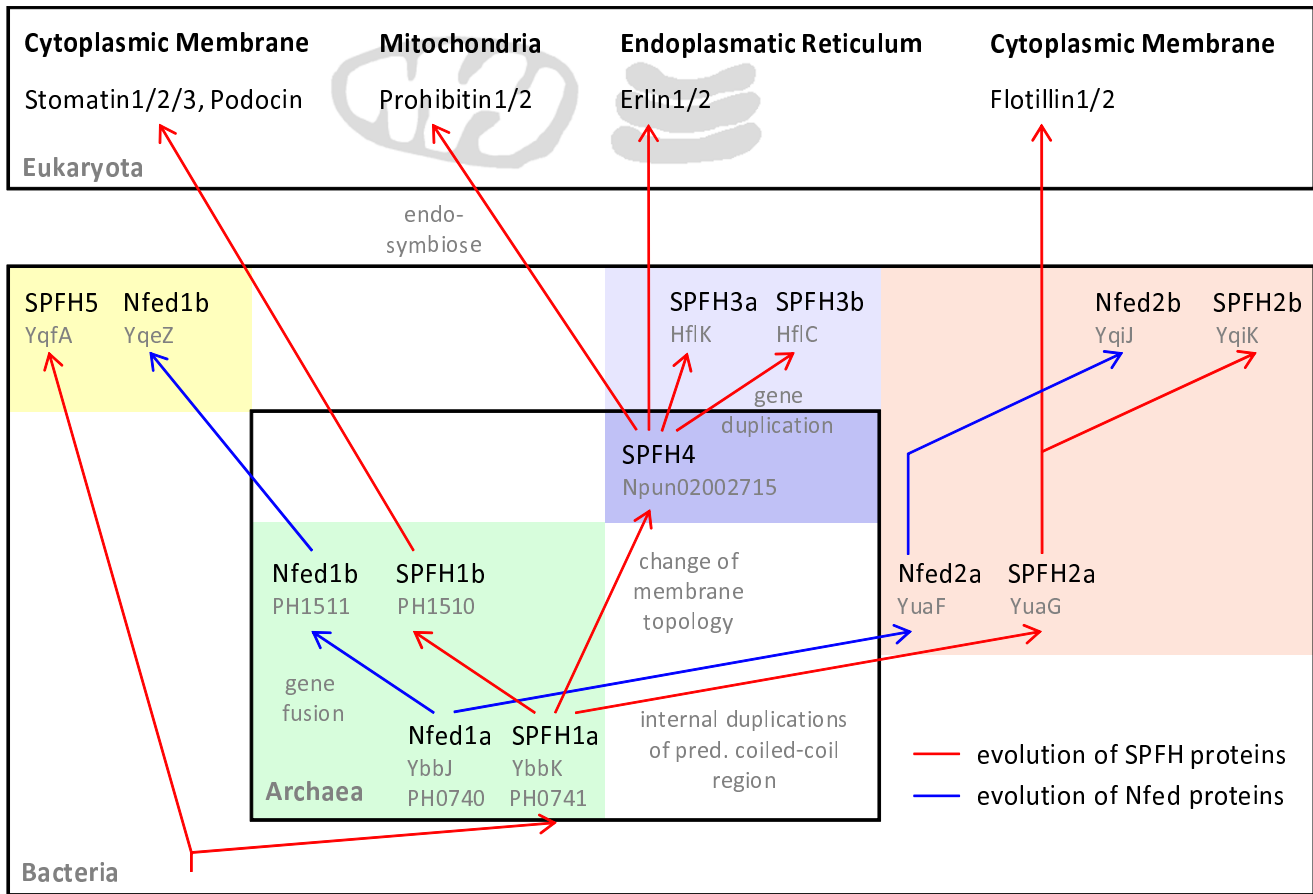 Cytoplasmic Membrane
Stomatin1/2/3, Podocin
Mitochondria
Prohibitin1/2
Endoplasmatic Reticulum
Erlin1/2
Cytoplasmic Membrane
Flotillin1/2
Eukaryota
endo-
symbiose
SPFH5
YqfA
Nfed1b
YqeZ
SPFH3a
HflK
SPFH3b
HflC
Nfed2b
YqiJ
SPFH2b
YqiK
gene
duplication
SPFH4
Npun02002715
Nfed1b
PH1511
SPFH1b
PH1510
change of
membrane
topology
Nfed2a
YuaF
SPFH2a
YuaG
gene
fusion
Nfed1a
YbbJ
PH0740
SPFH1a
YbbK
PH0741
internal duplications
of pred. coiled-coil
region
Archaea
evolution of SPFH proteins
evolution of Nfed proteins
Bacteria